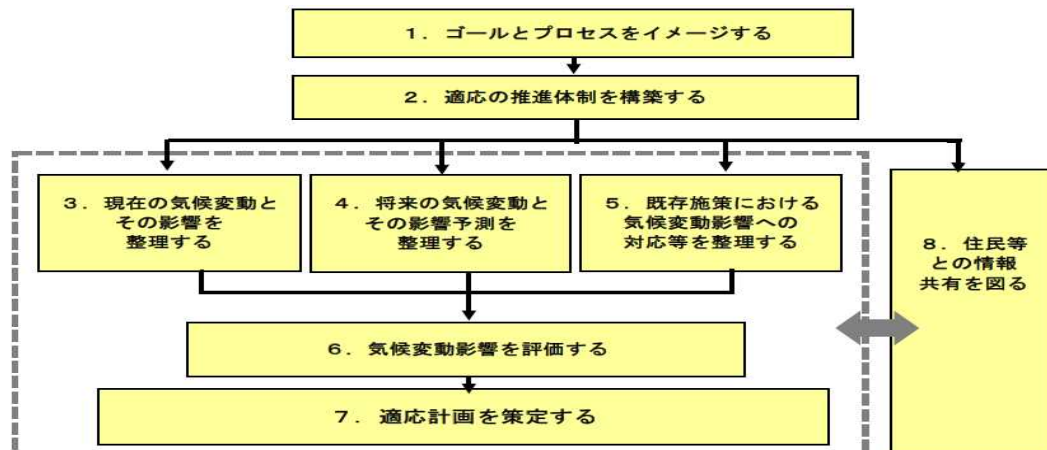 1. ゴールとプロセスをイメージする
2. 適応の推進体制を構築する
3. 現在の気候変動と
その影響を
整理する
4. 将来の気候変動と
その影響予測を
整理する
5. 既存施策における
気候変動影響への
対応等を整理する
8. 住民等
との情報
共有を図る
6. 気候変動影響を評価する
7. 適応計画を策定する